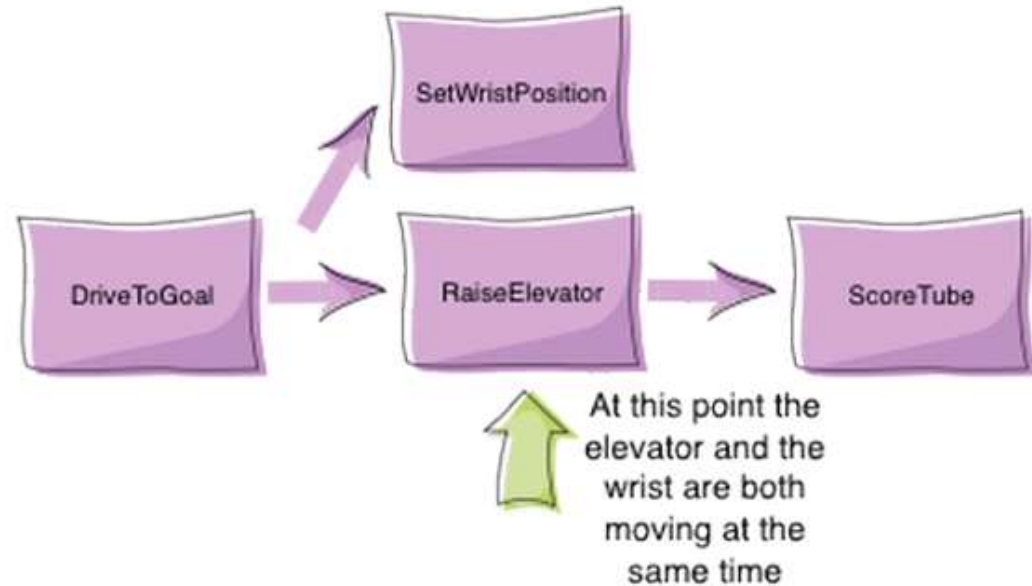 SetWristPosition
DriveToGoal
RaiseElevator
ScoreTube
At this point the
elevator and the
wrist are both
moving at the
same time